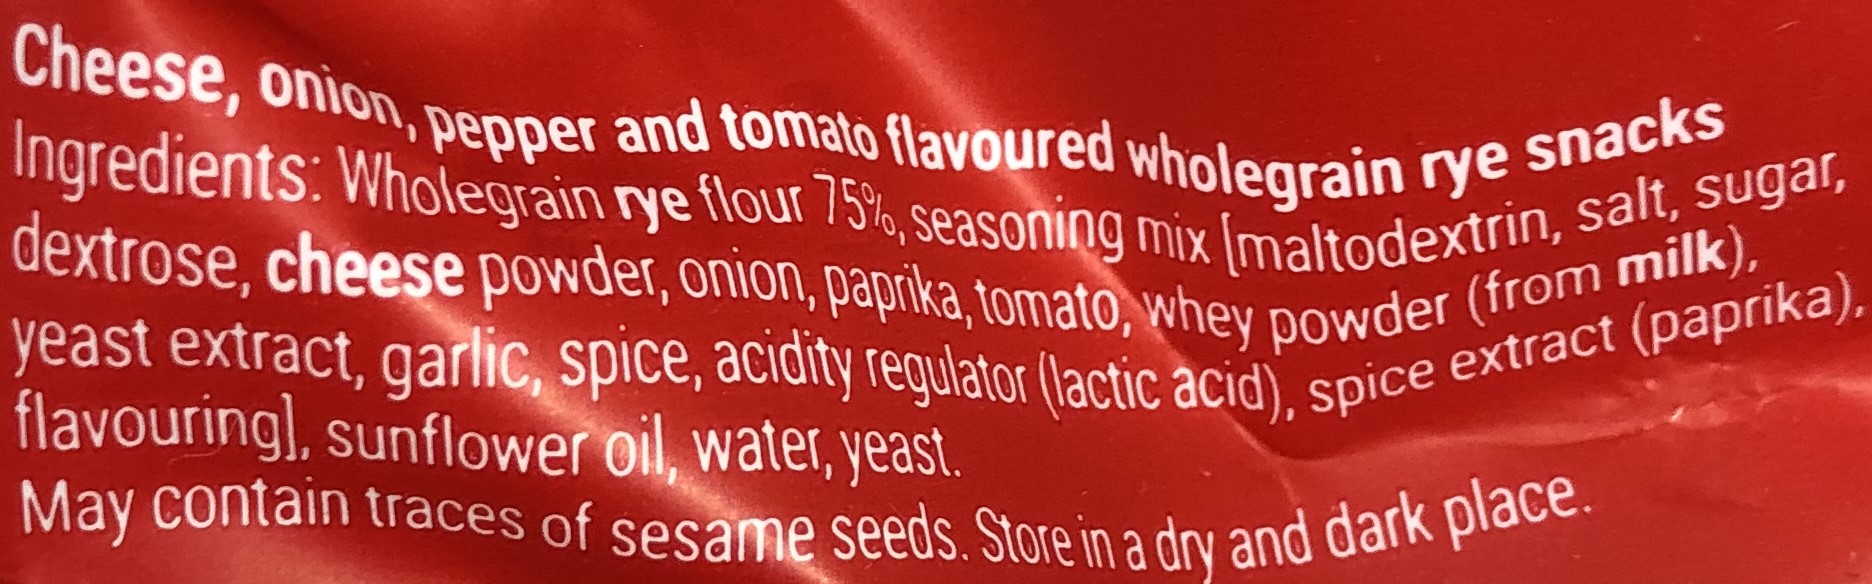 Cheese, onion, pepper and tomato flavoured wholegrain rye snacks
Ingredients: Wholegrain rye flour 75%, seasoning mix [maltodextrin, salt, sugar,
dextrose, cheese powder, onion, paprika, tomato, whey powder (from milk),
yeast extract, garlic, spice, acidity regulator (lactic acid), spice extract (paprika),
flavouring], sunflower oil, water, yeast.
May contain traces of sesame seeds. Store in a dry and dark place.